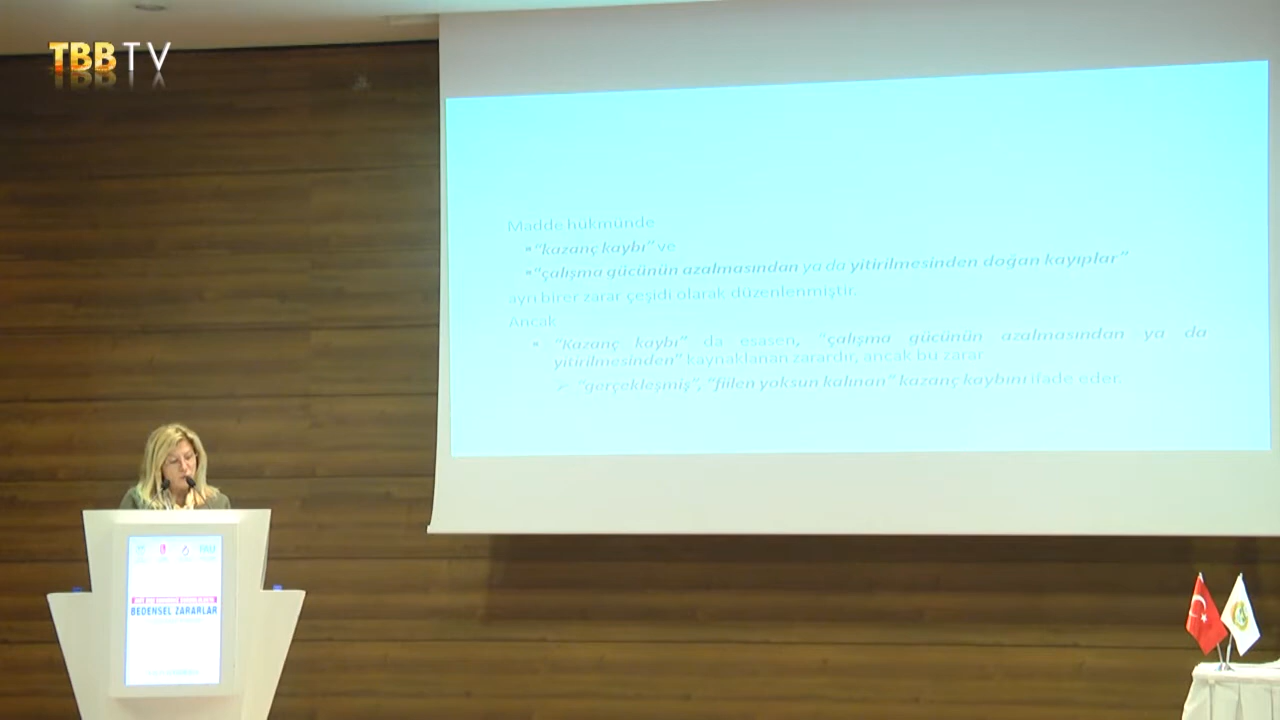 TBB TV
Madde hükmünde
▪ “kazanç kaybı” ve
▪ “çalışma gücünün azalmasından ya da yitirilmesinden doğan kayıplar”
ayrı birer zarar çeşidi olarak düzenlenmiştir.
Ancak
▪ “Kazanç kaybı” da esasen, “çalışma gücünün azalmasından ya da
yitirilmesinden” kaynaklanan zarardır, ancak bu zarar
➢ “gerçekleşmiş”, “fiilen yoksun kalınan” kazanç kaybını ifade eder.
BEDENSEL ZARARLAR